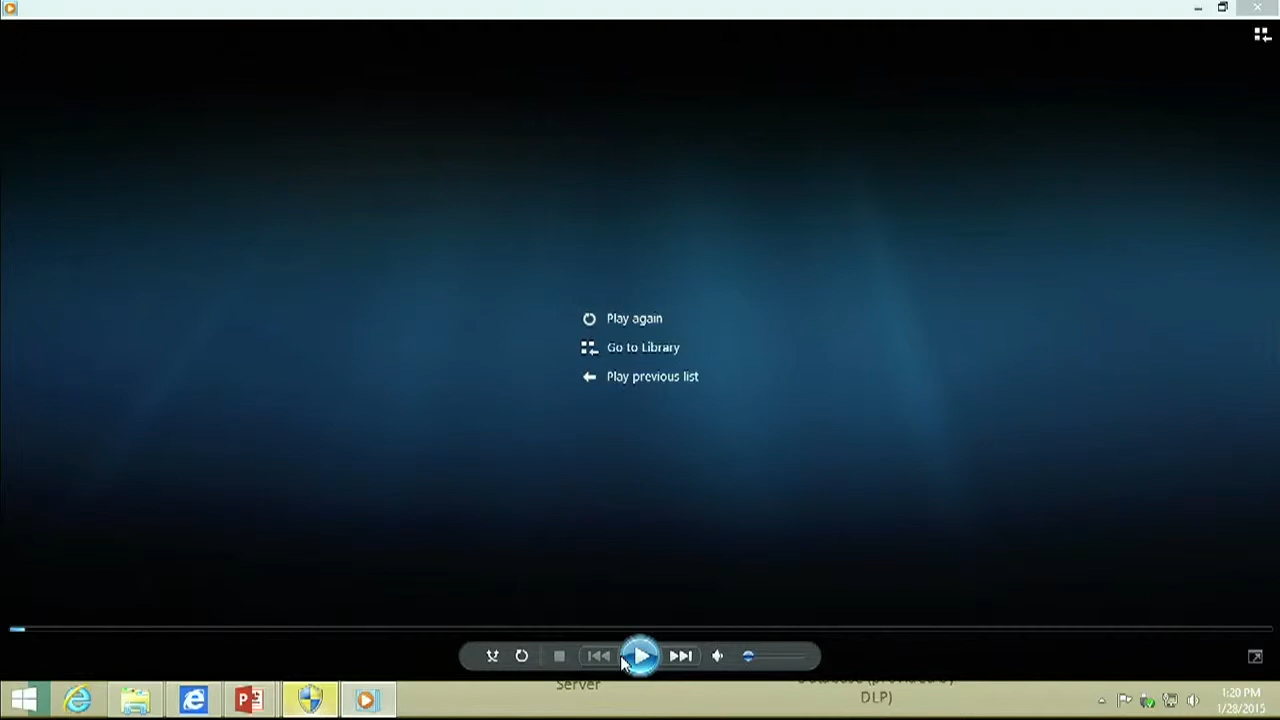 Play again
Go to Library
Play previous list
Server
DLP)
1:20 PM
1/28/2015